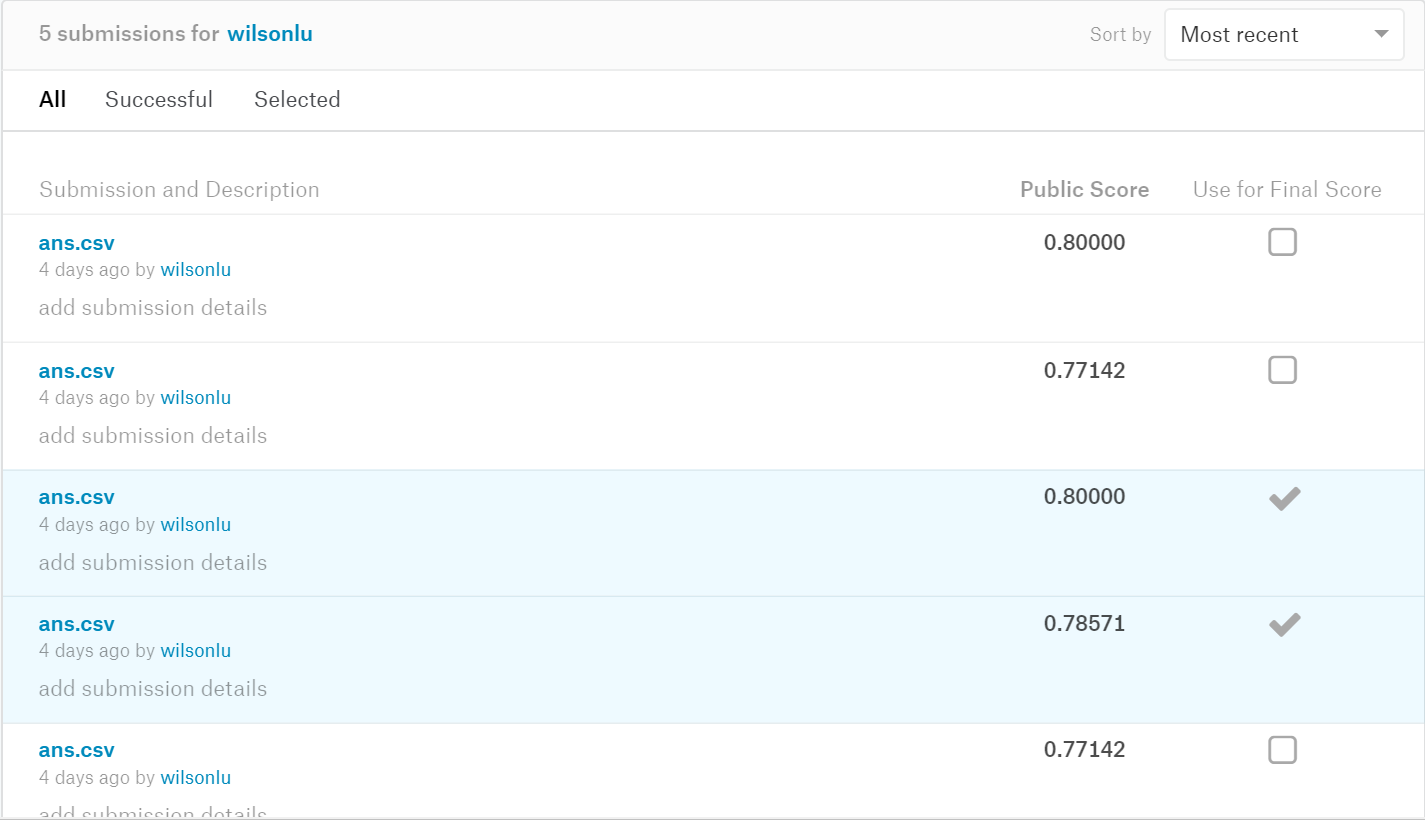 5 submissions for wilsonlu Sort by Most recent
All Successful Selected
Submission and Description Public Score Use for Final Score
ans.csv 0.80000
4 days ago by wilsonlu
add submission details
ans.csv 0.77142
4 days ago by wilsonlu
add submission details
ans.csv 0.80000
4 days ago by wilsonlu
add submission details
ans.csv 0.78571
4 days ago by wilsonlu
add submission details
ans.csv 0.77142
4 days ago by wilsonlu
add submission details